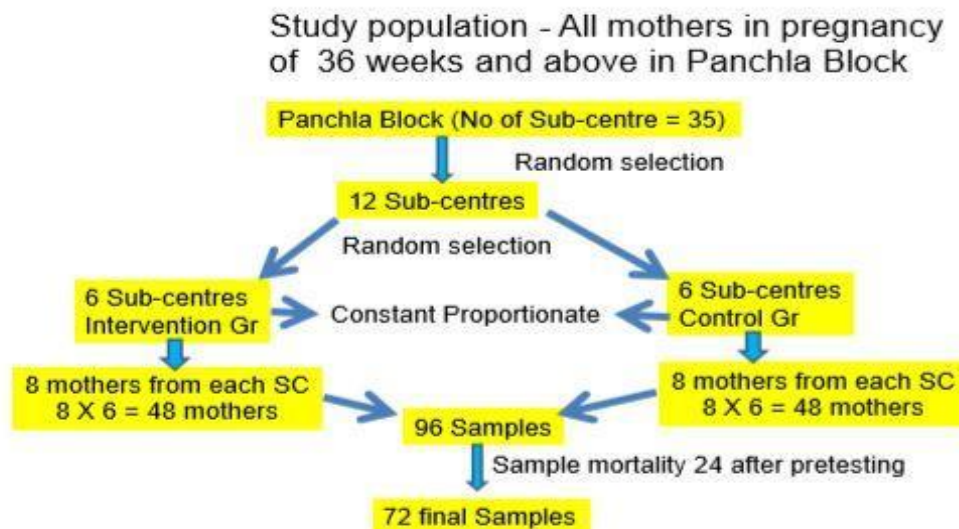 Study population - All mothers in pregnancy
of 36 weeks and above in Panchla Block
Panchla Block (No of Sub-centre = 35)
Random selection
12 Sub-centres
Random selection
6 Sub-centres
Intervention Gr
Constant Proportionate
6 Sub-centres
Control Gr
8 mothers from each SC
8 X 6 = 48 mothers
8 mothers from each SC
8 X 6 = 48 mothers
96 Samples
Sample mortality 24 after pretesting
72 final Samples